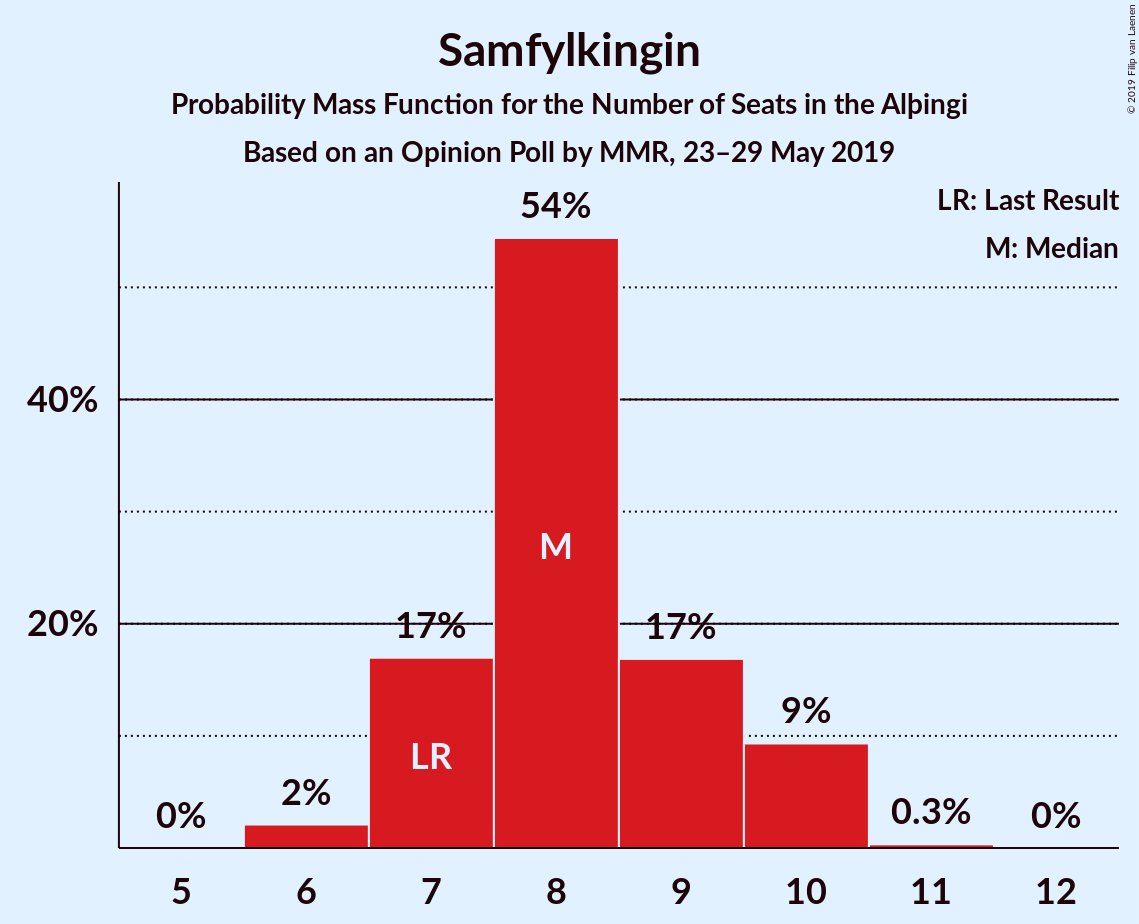 Samfylkingin
Probability Mass Function for the Number of Seats in the Alþingi
Based on an Opinion Poll by MMR, 23–29 May 2019
© 2019 Filip van Laenen
LR: Last Result
M: Median
54%
40%
M
20%
17%
17%
LR
9%
0%
2%
0.3%
0%
5 6 7 8 9 10 11 12